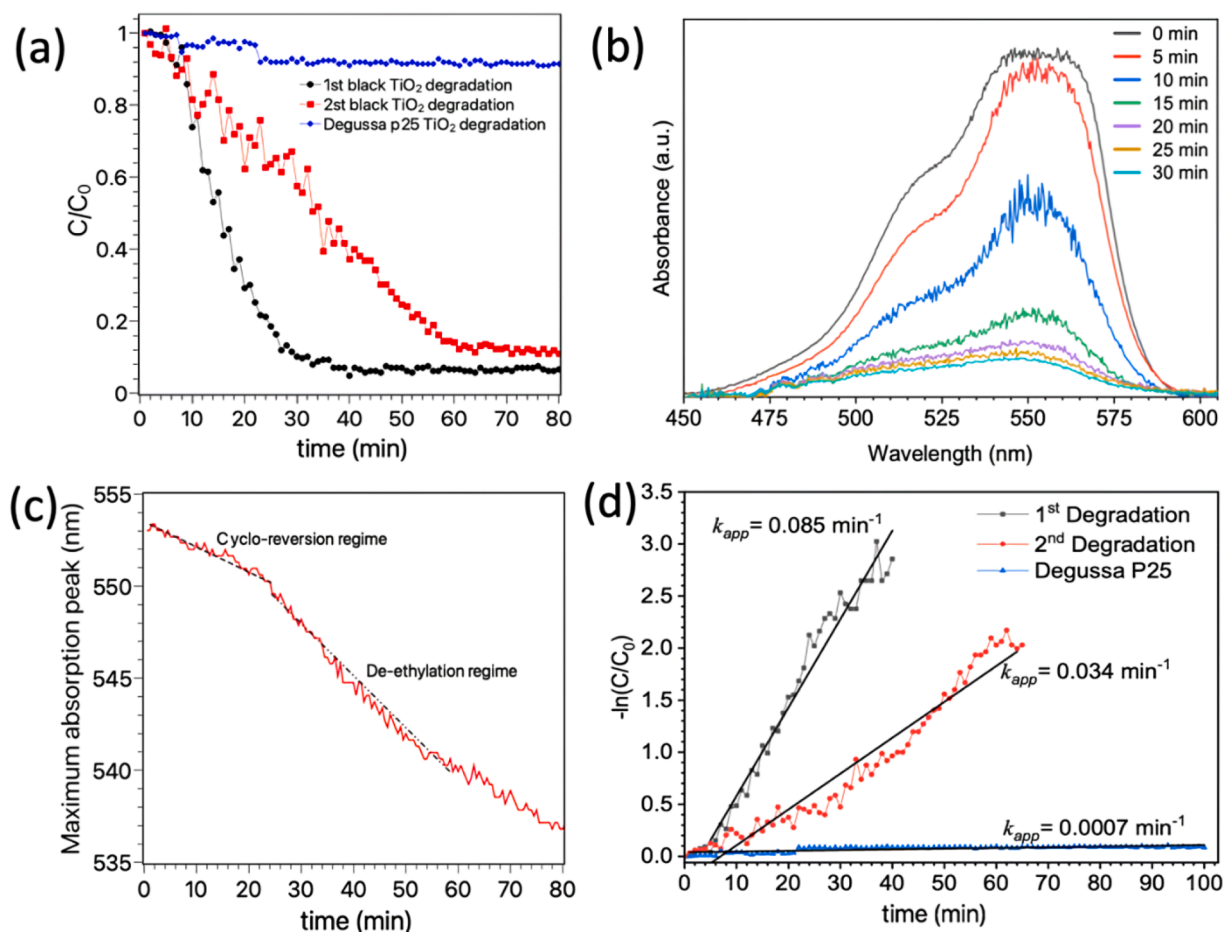 (a)
C/C0
1
0.8
0.6
0.4
0.2
0
1st black TiO2 degradation
2st black TiO2 degradation
Degussa p25 TiO2 degradation
0 10 20 30 40 50 60 70 80
time (min)
(b)
Absorbance (a.u.)
0 min
5 min
10 min
15 min
20 min
25 min
30 min
450 475 500 525 550 575 600
Wavelength (nm)
(c)
Maximum absorption peak (nm)
555
550
545
540
535
Cyclo-reversion regime
De-ethylation regime
0 10 20 30 40 50 60 70 80
time (min)
(d)
-ln(C/C0)
3.5
3.0
2.5
2.0
1.5
1.0
0.5
0.0
kapp= 0.085 min-1
1st Degradation
2nd Degradation
Degussa P25
kapp= 0.034 min-1
kapp= 0.0007 min-1
0 10 20 30 40 50 60 70 80 90 100
time (min)